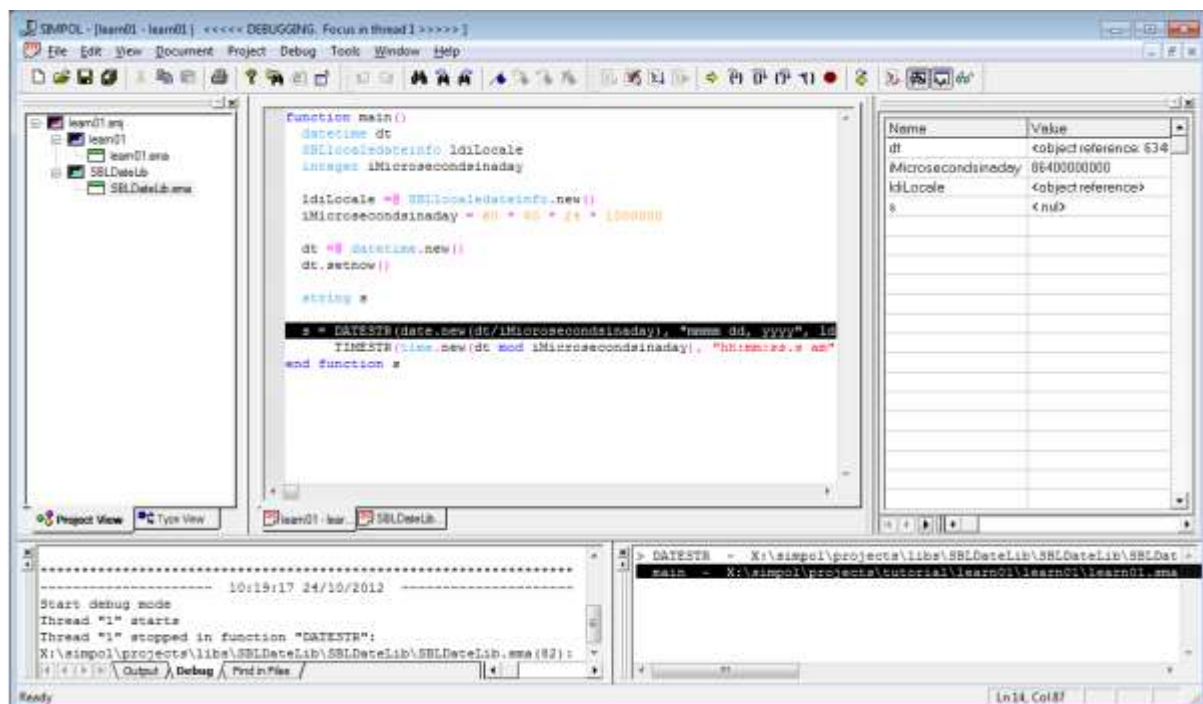 SIMPOL - [learn01 - learn01 ] <<<<< DEBUGGING. Focus in thread 1 >>>>> ]
File Edit View Document Project Debug Tools Window Help
learn01.smj
learn01
learn01.sma
SBLDateLib
SBLDateLib.sma
Project View Type View
function main()
datetime dt
SBLlocaledateinfo ldiLocale
integer iMicrosecondsinaday
ldiLocale =@ SBLlocaledateinfo.new()
iMicrosecondsinaday = 60 * 60 * 24 * 1000000
dt =@ datetime.new()
dt.setnow()
string s
s = DATESTR(date.new(dt/iMicrosecondsinaday), "mmmm dd, yyyy", ld
TIMESTR(time.new(dt mod iMicrosecondsinaday), "hh:mm:ss.s am"
end function s
learn01 - lear... SBLDateLib...
Name Value
dt <object reference: 634
iMicrosecondsinaday 86400000000
ldiLocale <object reference>
s <nul>
********************************************************************
10:19:17 24/10/2012
Start debug mode
Thread "1" starts
Thread "1" stopped in function "DATESTR":
X:\simpol\projects\libs\SBLDateLib\SBLDateLib\SBLDateLib.sma(82):
Output Debug Find in Files
> DATESTR - X:\simpol\projects\libs\SBLDateLib\SBLDateLib\SBLDat
main - X:\simpol\projects\tutorial\learn01\learn01\learn01.sma
Ready
Ln 14, Col 87